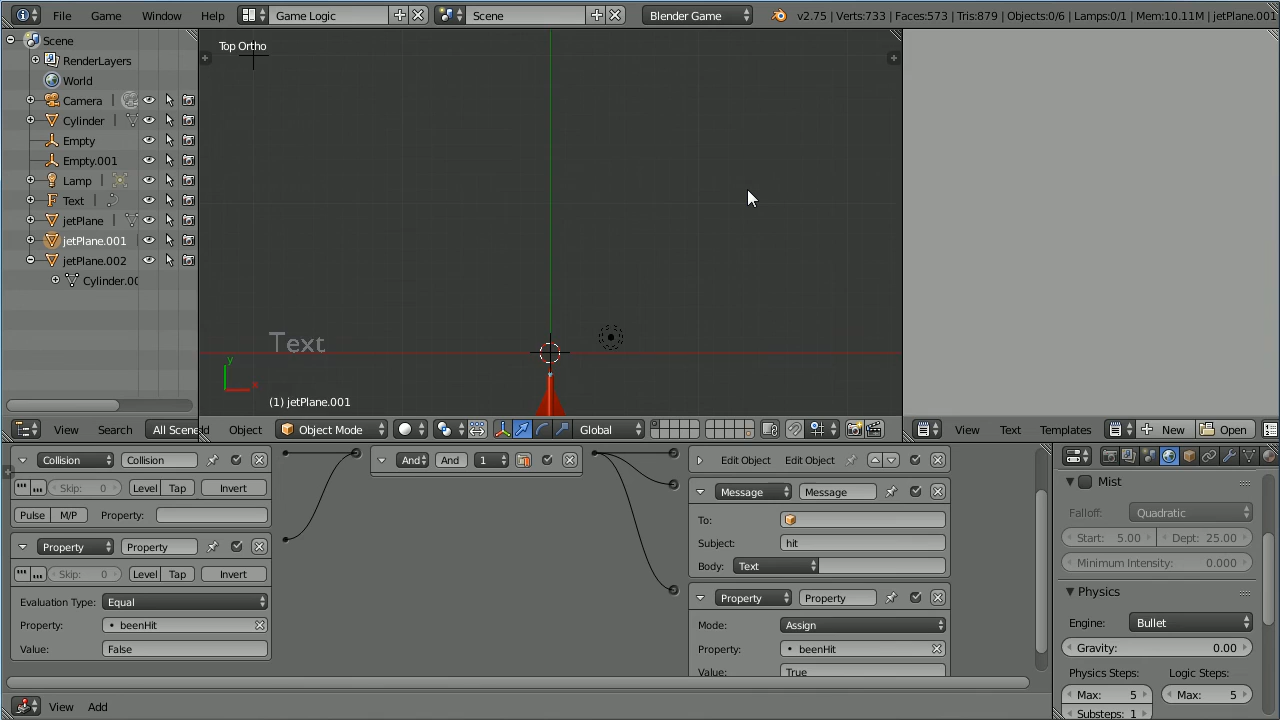 File Game Window Help Game Logic Scene Blender Game v2.75 | Verts:733 | Faces:573 | Tris:879 | Objects:0/6 | Lamps:0/1 | Mem:10.11M | jetPlane.001
Scene
RenderLayers
World
Camera
Cylinder
Empty
Empty.001
Lamp
Text
jetPlane
jetPlane.001
jetPlane.002
Cylinder.00
Top Ortho
Text
y
x
(1) jetPlane.001
View Search All Scene
Object Object Mode Global
View Text Templates New Open
Collision Collision
Skip: 0 Level Tap Invert
Pulse M/P Property:
Property Property
Skip: 0 Level Tap Invert
Evaluation Type: Equal
Property: beenHit
Value: False
And And 1
Edit Object Edit Object
Message Message
To:
Subject: hit
Body: Text
Property Property
Mode: Assign
Property: beenHit
Value: True
Mist
Falloff: Quadratic
Start: 5.00 Dept: 25.00
Minimum Intensity: 0.000
Physics
Engine: Bullet
Gravity: 0.00
Physics Steps: Logic Steps:
Max: 5 Max: 5
Substeps: 1
View Add